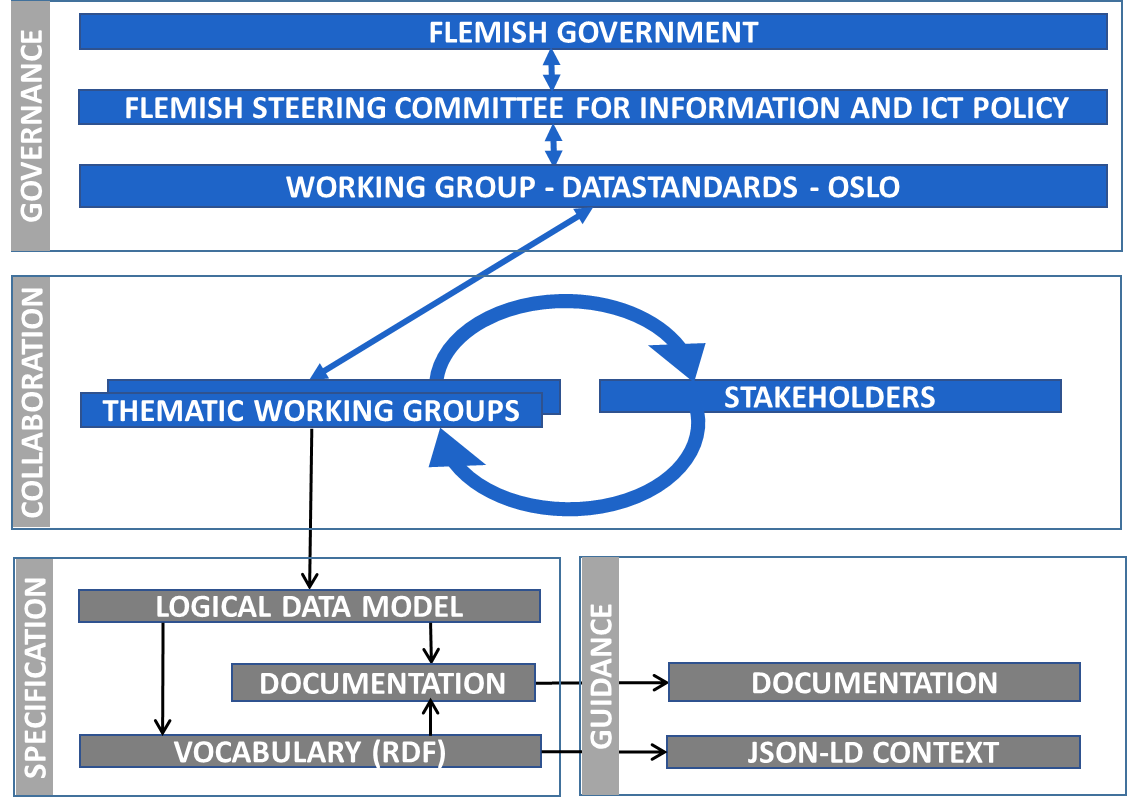 GOVERNANCE
FLEMISH GOVERNMENT
FLEMISH STEERING COMMITTEE FOR INFORMATION AND ICT POLICY
WORKING GROUP - DATASTANDARDS - OSLO
COLLABORATION
THEMATIC WORKING GROUPS
STAKEHOLDERS
SPECIFICATION
LOGICAL DATA MODEL
DOCUMENTATION
VOCABULARY (RDF)
GUIDANCE
DOCUMENTATION
JSON-LD CONTEXT